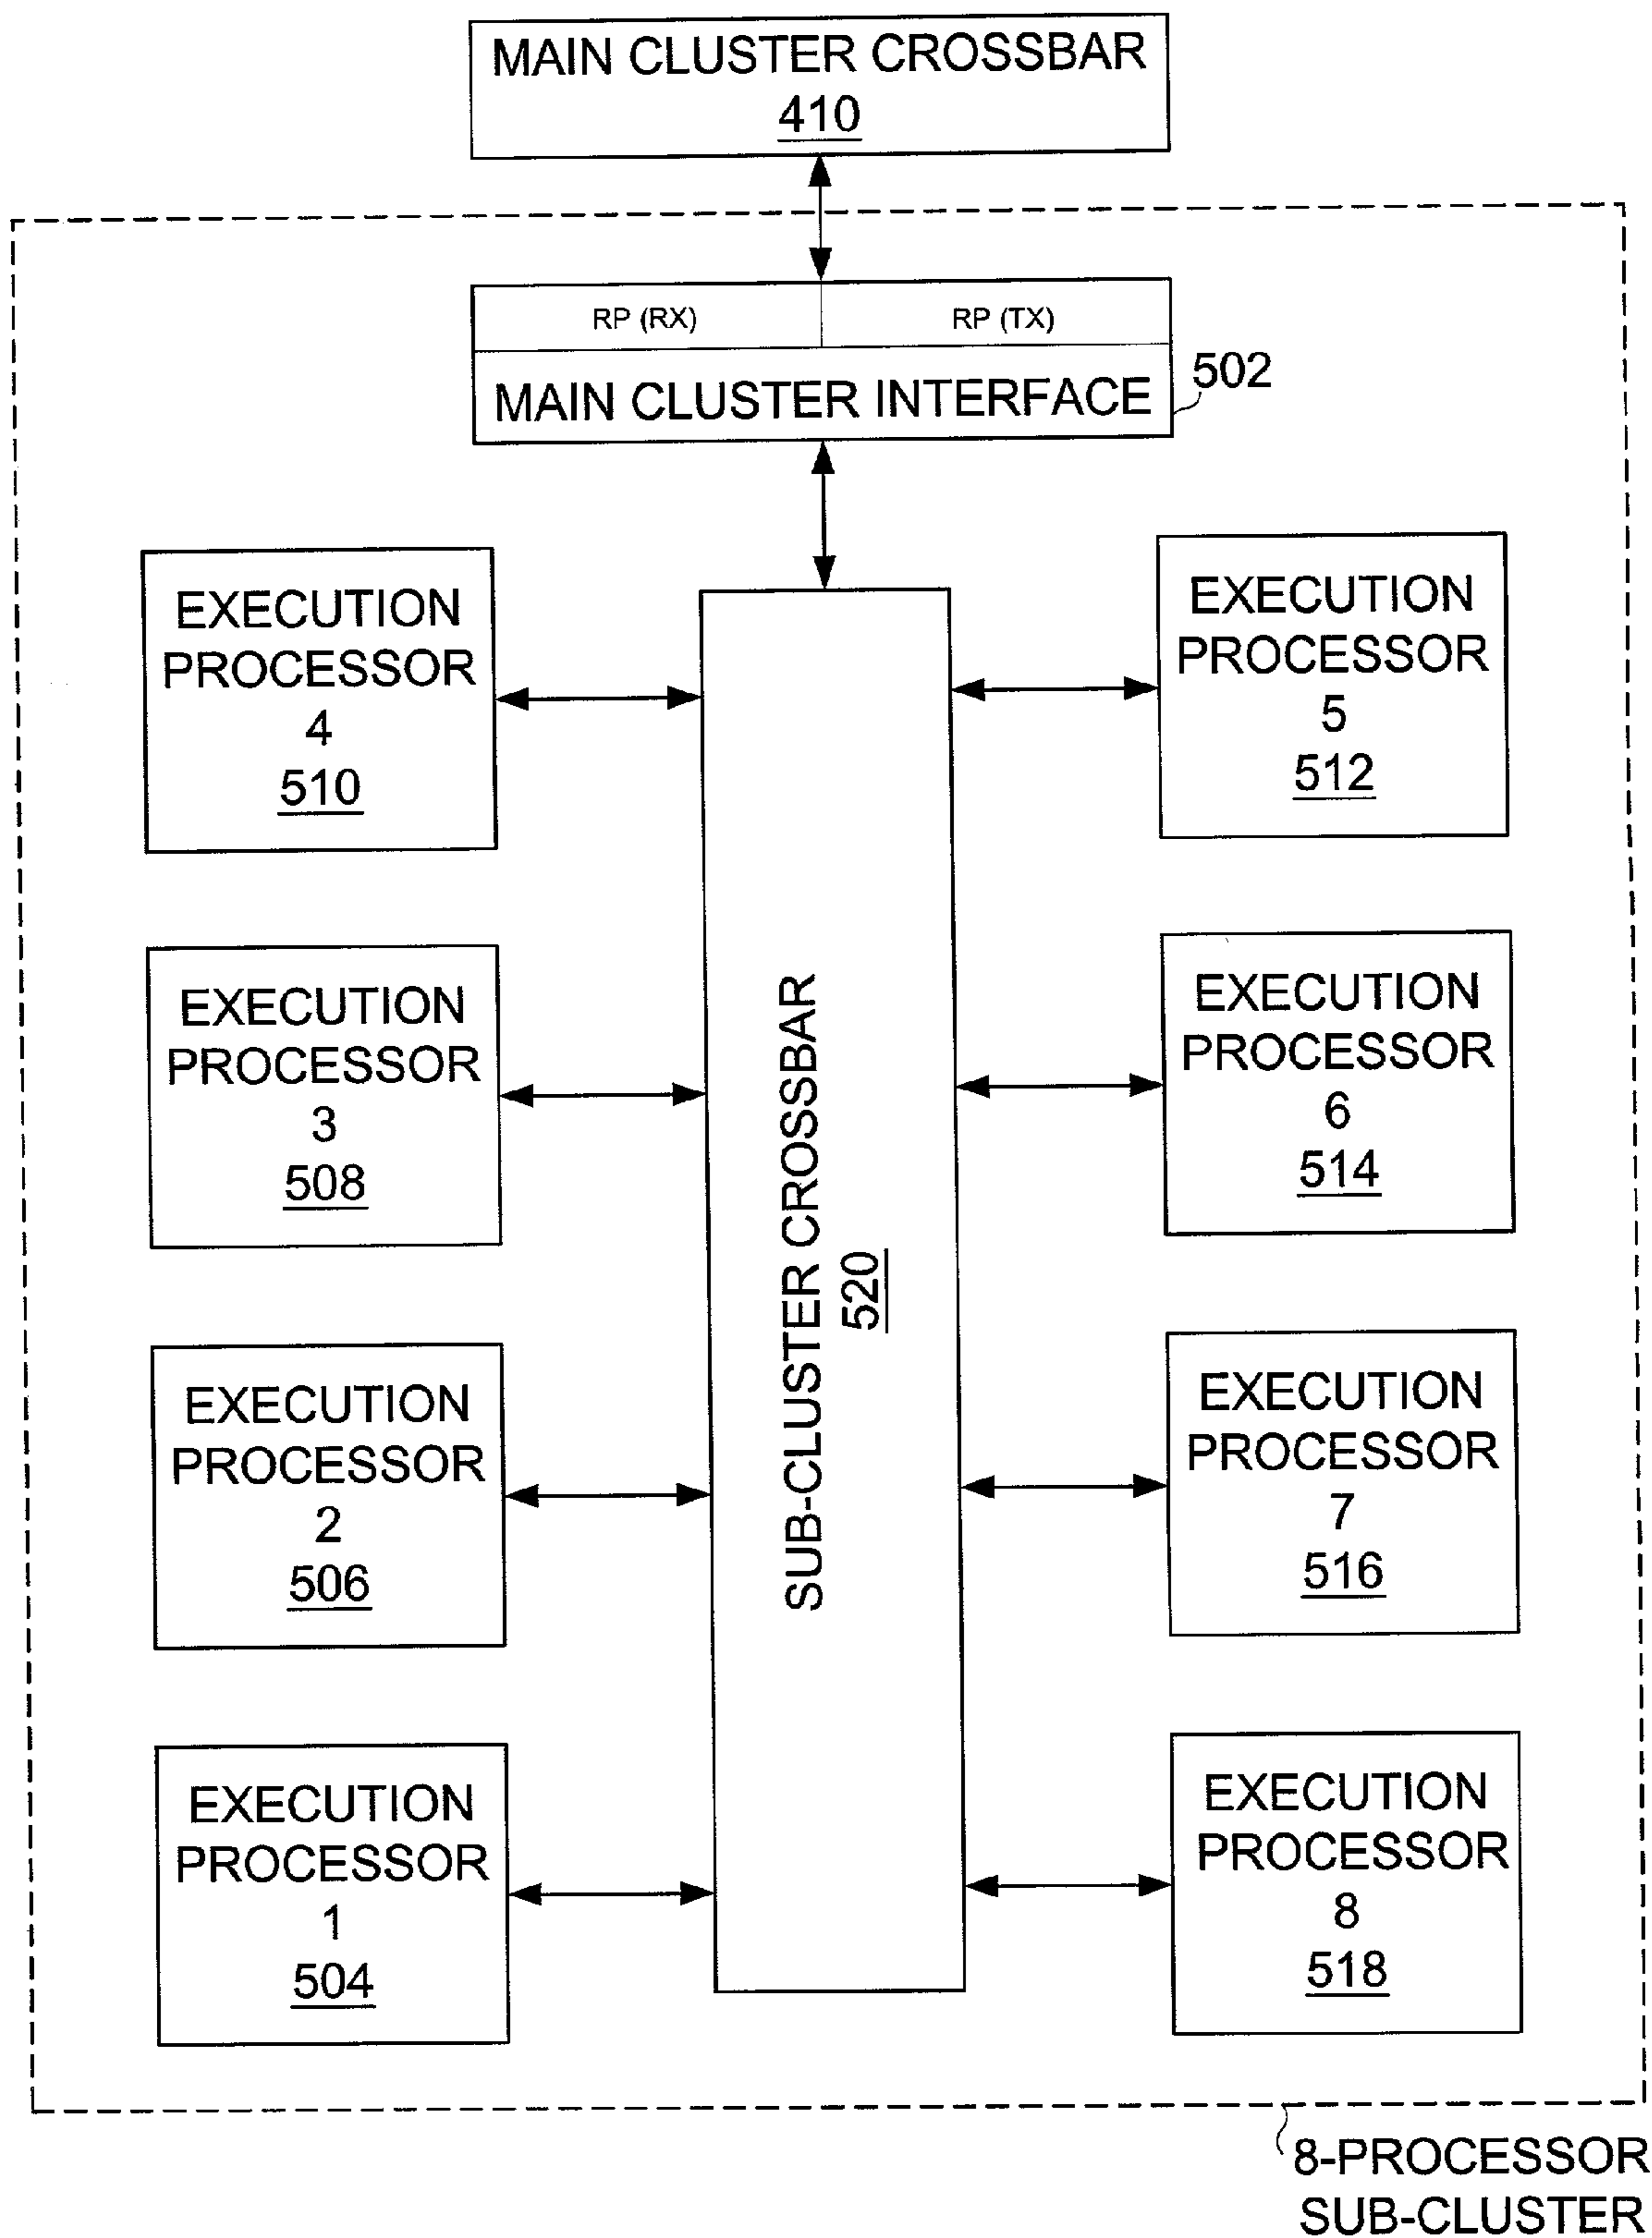 MAIN CLUSTER CROSSBAR
410
RP (RX)
RP (TX)
MAIN CLUSTER INTERFACE
502
EXECUTION
PROCESSOR
4
510
EXECUTION
PROCESSOR
5
512
EXECUTION
PROCESSOR
3
508
EXECUTION
PROCESSOR
6
514
SUB-CLUSTER CROSSBAR
520
EXECUTION
PROCESSOR
2
506
EXECUTION
PROCESSOR
7
516
EXECUTION
PROCESSOR
1
504
EXECUTION
PROCESSOR
8
518
8-PROCESSOR
SUB-CLUSTER